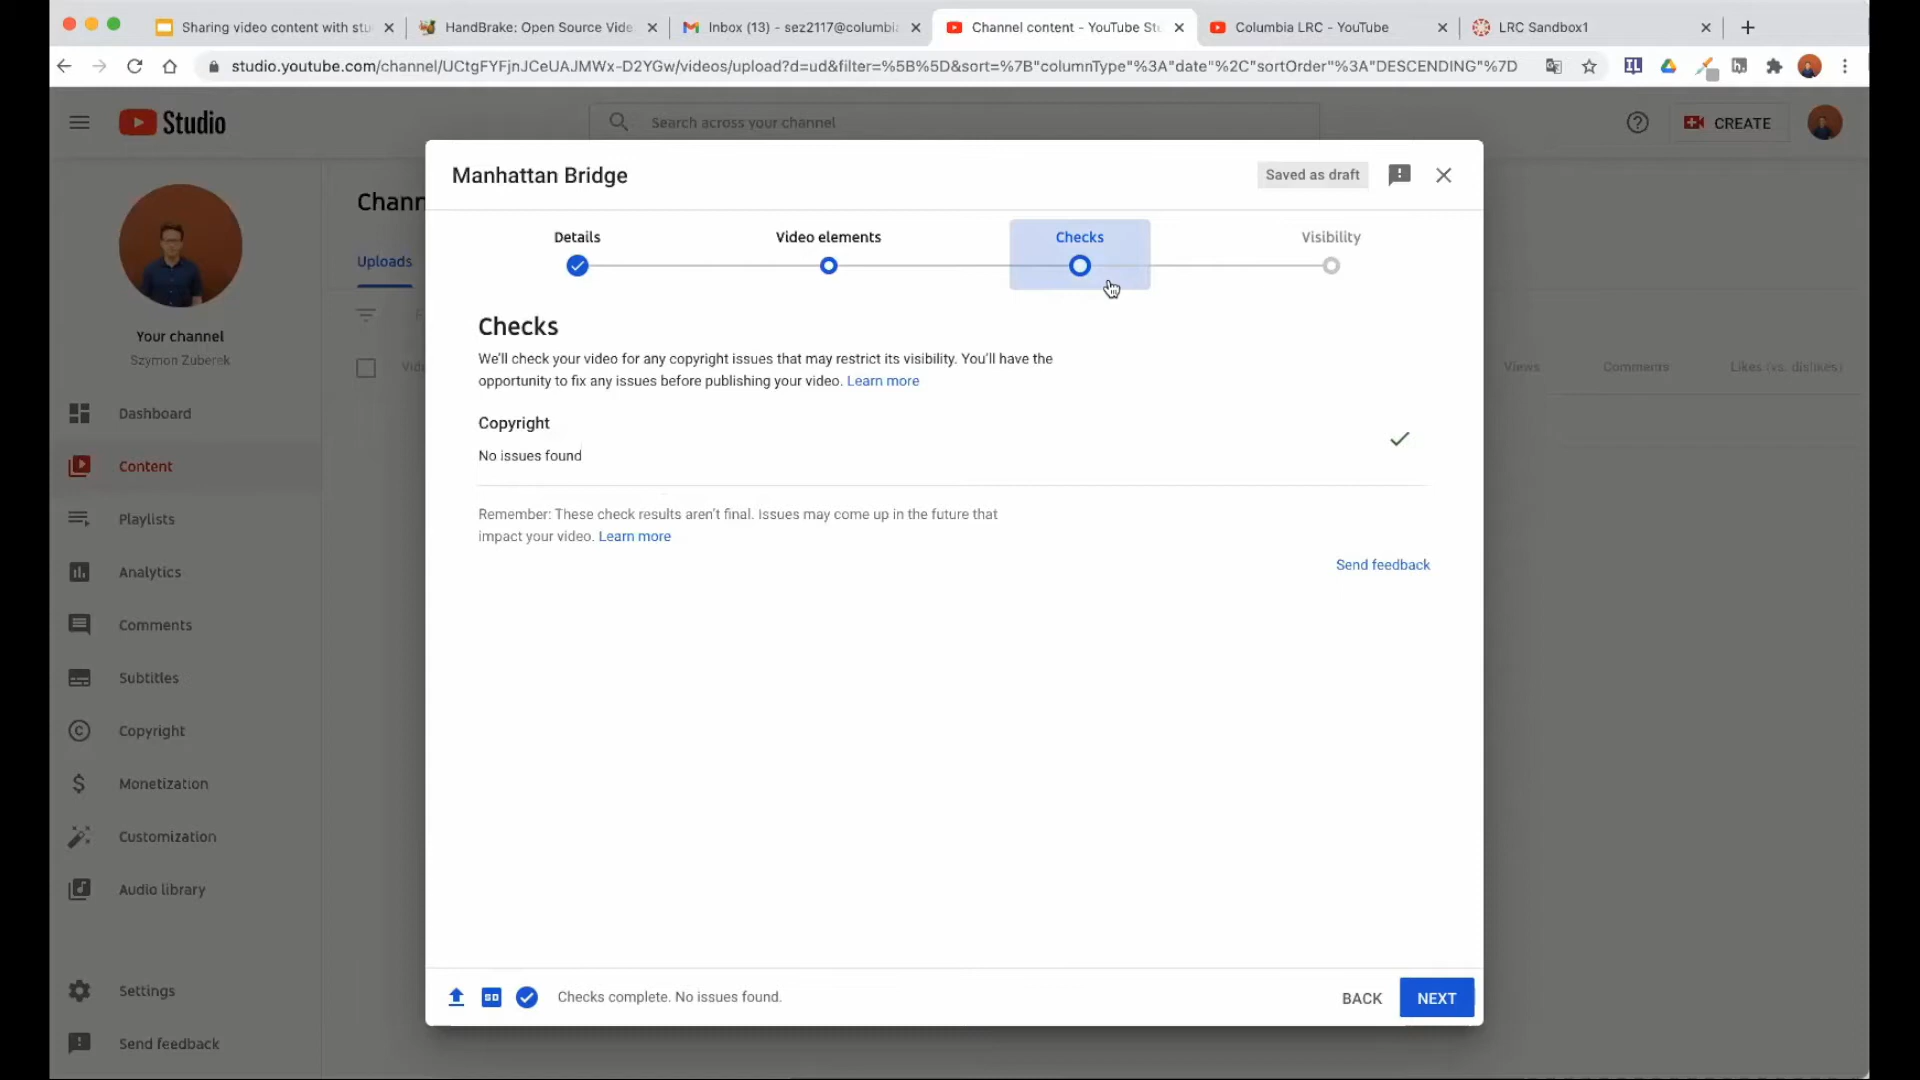 Sharing video content with stu
HandBrake: Open Source Vide
Inbox (13) - sez2117@columbi
Channel content - YouTube St
Columbia LRC - YouTube
LRC Sandbox1
studio.youtube.com/channel/UCtgFYFjnJCeUAJMWx-D2YGw/videos/upload?d=ud&filter=%5B%5D&sort=%7B"columnType"%3A"date"%2C"sortOrder"%3A"DESCENDING"%7D
Studio
Search across your channel
CREATE
Your channel
Szymon Zuberek
Dashboard
Content
Playlists
Analytics
Comments
Subtitles
Copyright
Monetization
Customization
Audio library
Settings
Send feedback
Chann
Uploads
Vide
Views
Comments
Likes (vs. dislikes)
Manhattan Bridge
Saved as draft
Details
Video elements
Checks
Visibility
Checks
We'll check your video for any copyright issues that may restrict its visibility. You'll have the
opportunity to fix any issues before publishing your video. Learn more
Copyright
No issues found
Remember: These check results aren't final. Issues may come up in the future that
impact your video. Learn more
Send feedback
SD
Checks complete. No issues found.
BACK
NEXT